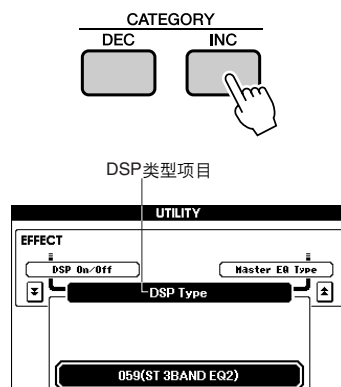 CATEGORY
DEC INC
DSP类型项目
UTILITY
EFFECT
DSP On/Off Master EQ Type
DSP Type
059(ST 3BAND EQ2)